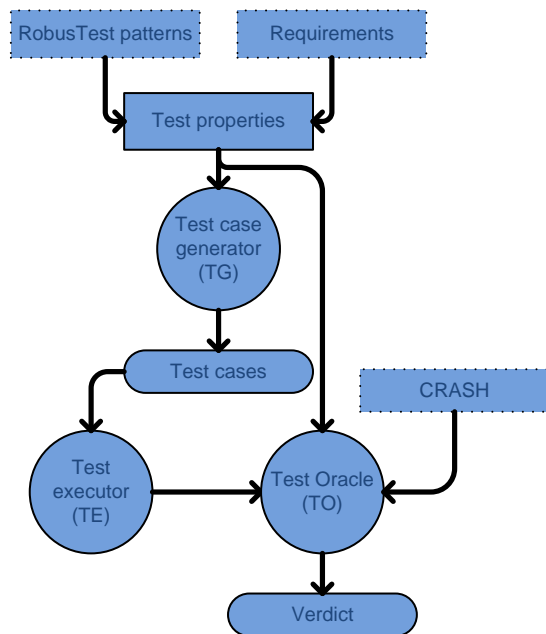 RobusTest patterns
Requirements
Test properties
Test case
generator
(TG)
Test cases
CRASH
Test
executor
(TE)
Test Oracle
(TO)
Verdict